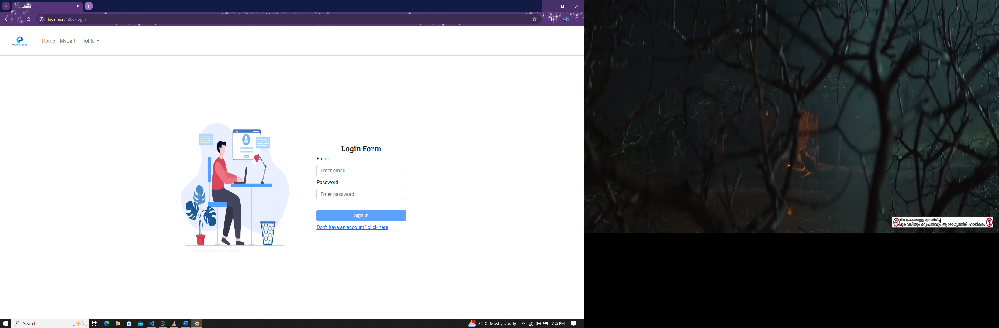 Client
localhost:4200/login
e-commerce
Home MyCart Profile
Login Form
Email
Enter email
Password
Enter password
Sign In
Don't have an account? click here
നിയമപ്രകാരമുള്ള മുന്നറിയിപ്പ്
പുകവലിയും മദ്യപാനവും ആരോഗ്യത്തിന് ഹാനികരം
Search
1
28°C Mostly cloudy
7:02 PM